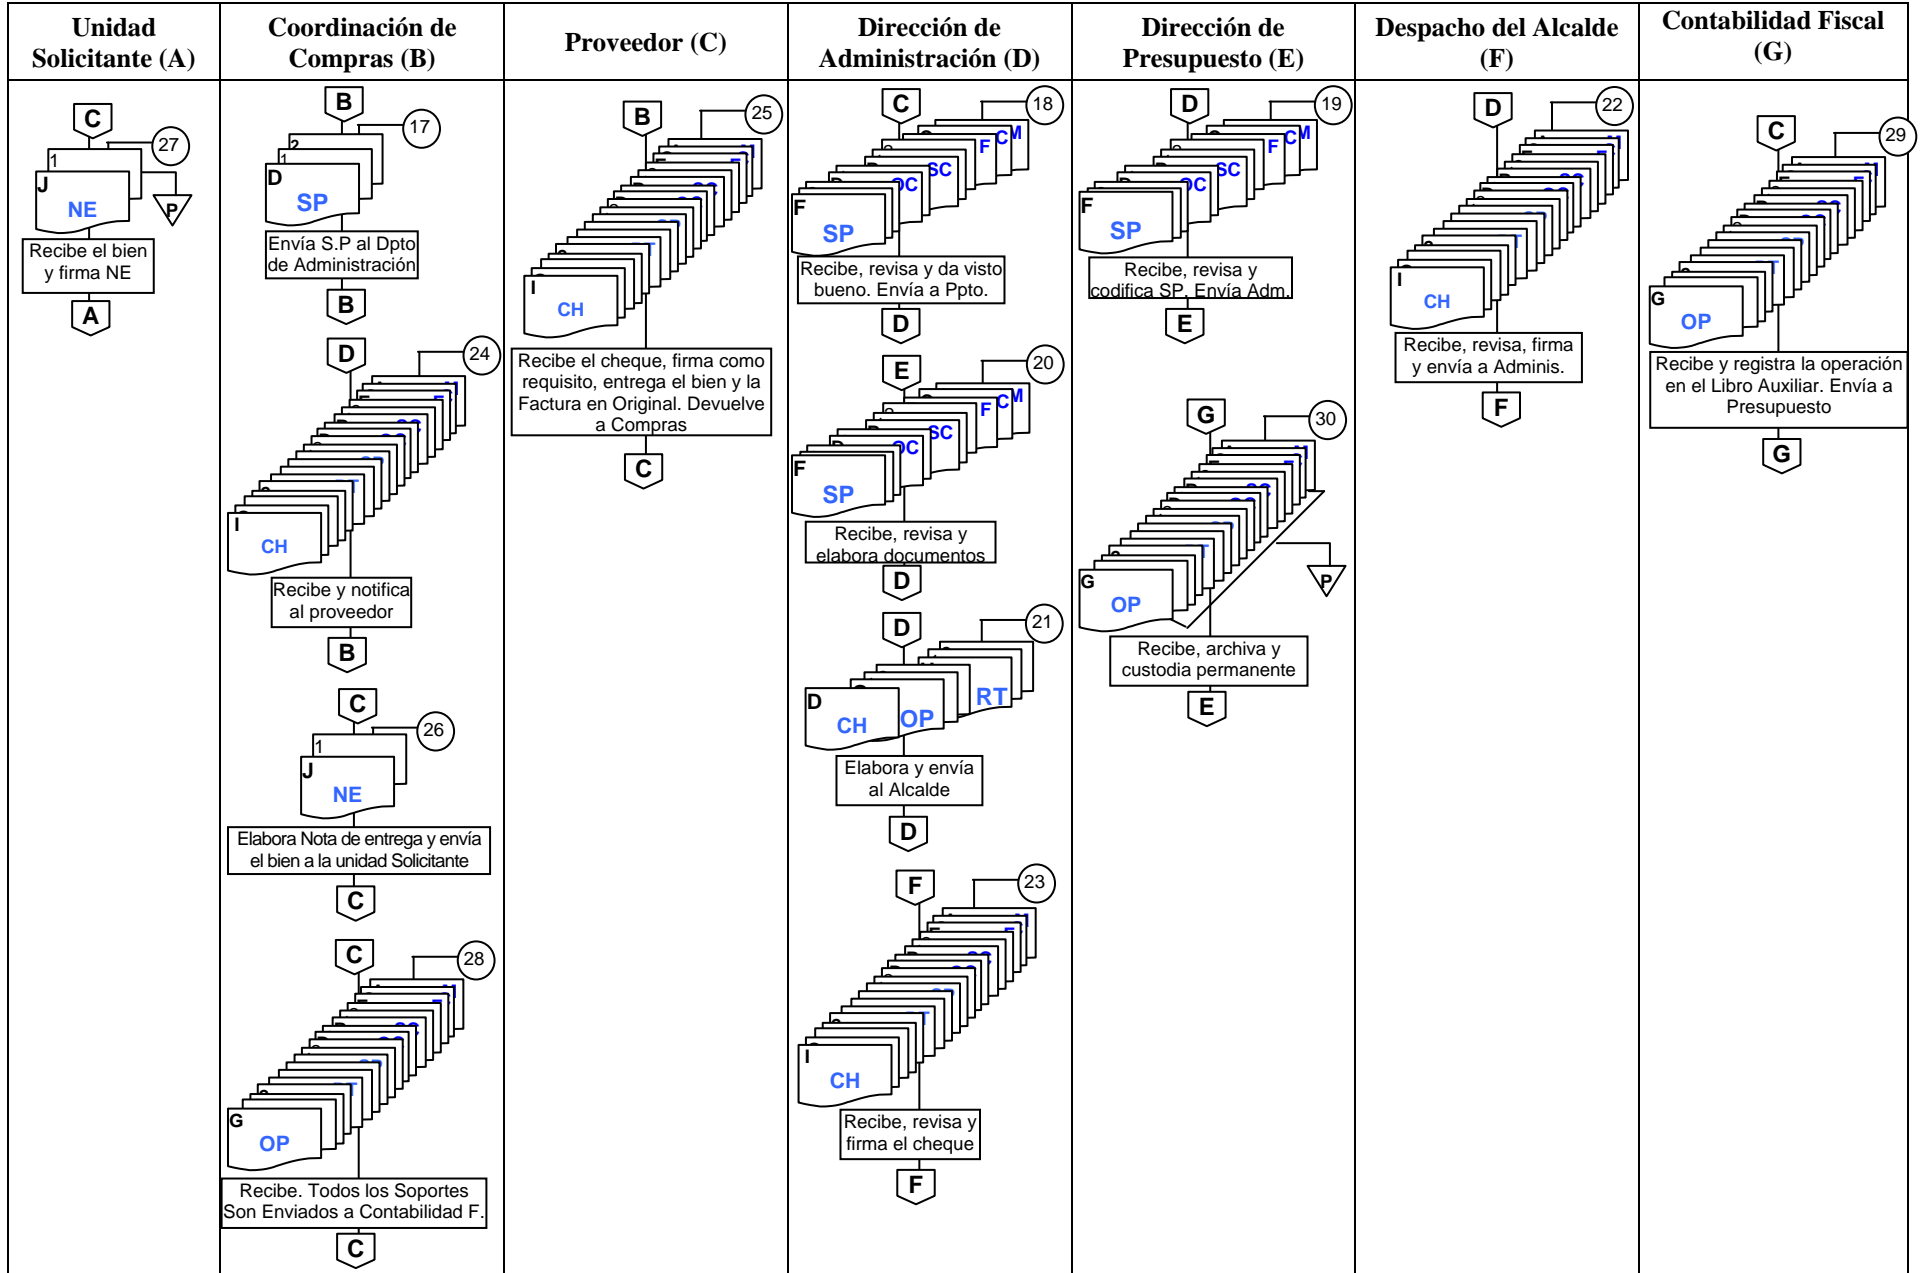 Unidad
Solicitante (A)
Coordinación de
Compras (B)
Proveedor (C)
Dirección de
Administración (D)
Dirección de
Presupuesto (E)
Despacho del Alcalde
(F)
Contabilidad Fiscal
(G)
C
27
1
J
NE
P
Recibe el bien
y firma NE
A
B
17
2
1
D
SP
Envía S.P al Dpto
de Administración
B
D
24
I
CH
Recibe y notifica
al proveedor
B
C
26
1
J
NE
Elabora Nota de entrega y envía
el bien a la unidad Solicitante
C
C
28
G
OP
Recibe. Todos los Soportes
Son Enviados a Contabilidad F.
C
B
25
I
CH
Recibe el cheque, firma como
requisito, entrega el bien y la
Factura en Original. Devuelve
a Compras
C
C
18
M
C
F
SC
OC
F
SP
Recibe, revisa y da visto
bueno. Envía a Ppto.
D
E
20
M
C
F
SC
OC
F
SP
Recibe, revisa y
elabora documentos
D
D
21
RT
OP
D
CH
Elabora y envía
al Alcalde
D
F
23
I
CH
Recibe, revisa y
firma el cheque
F
D
19
M
C
F
SC
OC
F
SP
Recibe, revisa y
codifica SP. Envía Adm.
E
G
30
P
G
OP
Recibe, archiva y
custodia permanente
E
D
22
I
CH
Recibe, revisa, firma
y envía a Adminis.
F
C
29
G
OP
Recibe y registra la operación
en el Libro Auxiliar. Envía a
Presupuesto
G